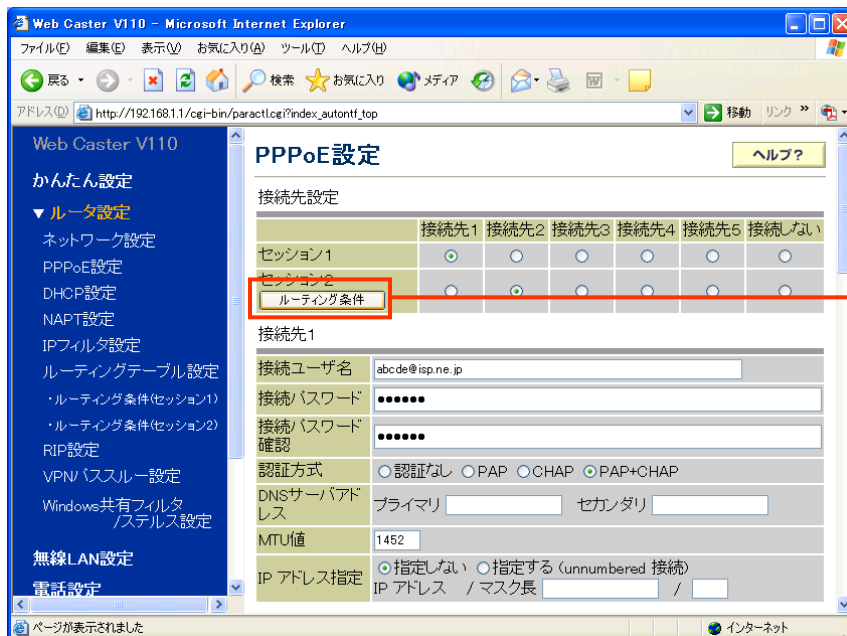 Web Caster V110 - Microsoft Internet Explorer
ファイル(F) 編集(E) 表示(V) お気に入り(A) ツール(T) ヘルプ(H)
戻る 検索 お気に入り メディア
アドレス(D) http://192.168.1.1/cgi-bin/paractl.cgi?index_autontf_top 移動 リンク »
Web Caster V110
かんたん設定
▼ルータ設定
ネットワーク設定
PPPoE設定
DHCP設定
NAPT設定
IPフィルタ設定
ルーティングテーブル設定
・ルーティング条件(セッション1)
・ルーティング条件(セッション2)
RIP設定
VPNパススルー設定
Windows共有フィルタ
/ステルス設定
無線LAN設定
電話設定
PPPoE設定
ヘルプ?
接続先設定
接続先1 接続先2 接続先3 接続先4 接続先5 接続しない
セッション1
セッション2
ルーティング条件
接続先1
接続ユーザ名 abcde@isp.ne.jp
接続パスワード ●●●●●●
接続パスワード
確認 ●●●●●●
認証方式 認証なし PAP CHAP PAP+CHAP
DNSサーバアド
レス プライマリ セカンダリ
MTU値 1452
IP アドレス指定 指定しない 指定する (unnumbered 接続)
IP アドレス / マスク長 /
ページが表示されました インターネット